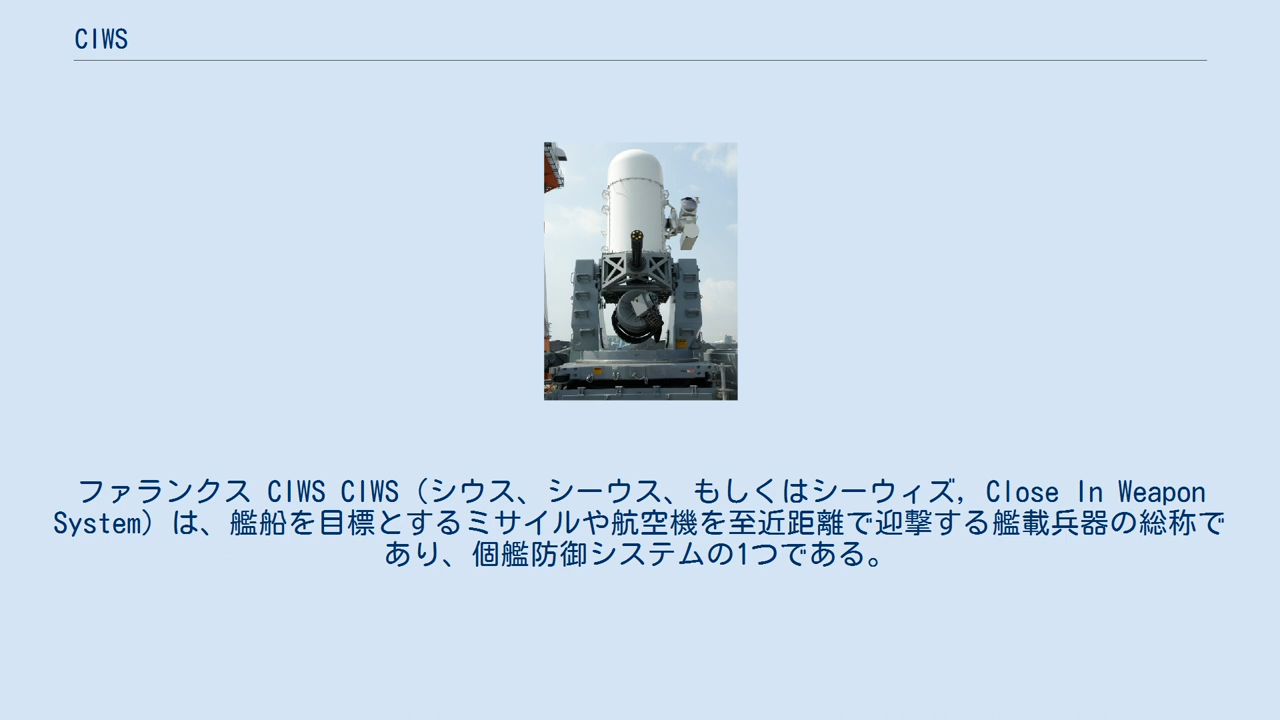 CIWS
ファランクス CIWS CIWS（シウス、シーウス、もしくはシーウィズ, Close In Weapon
System）は、艦船を目標とするミサイルや航空機を至近距離で迎撃する艦載兵器の総称で
あり、個艦防御システムの1つである。